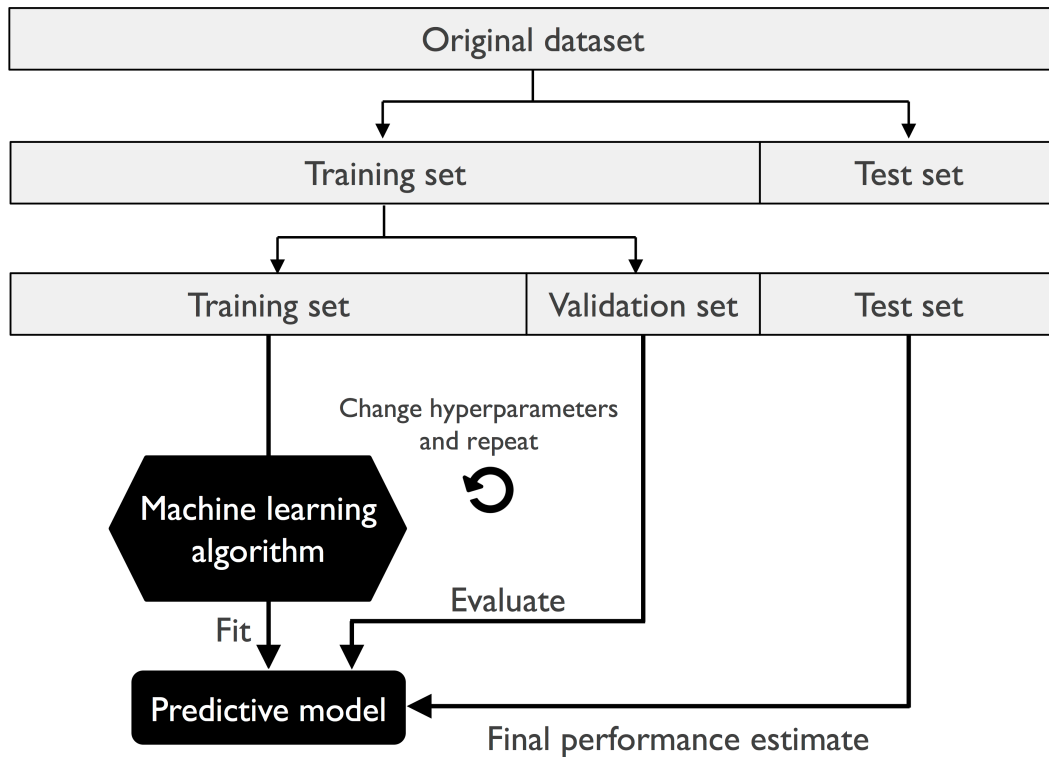 Original dataset
Training set
Test set
Training set
Validation set
Test set
Change hyperparameters
and repeat
Machine learning
algorithm
Evaluate
Fit
Predictive model
Final performance estimate